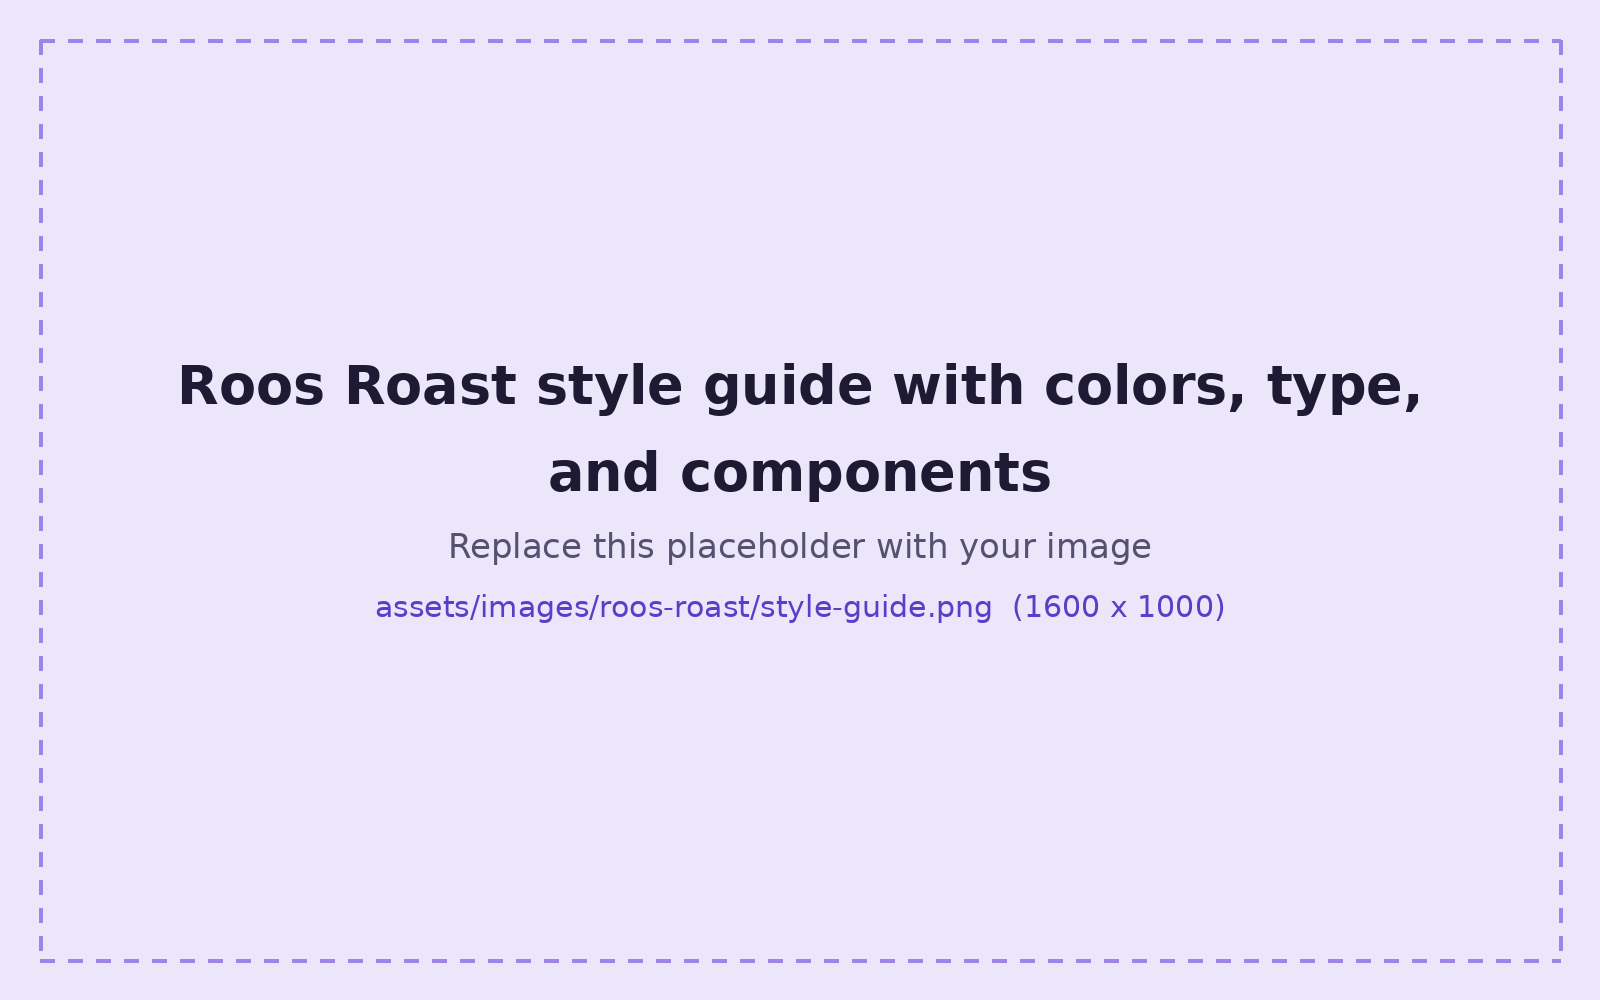 Roos Roast style guide with colors, type,
and components
Replace this placeholder with your image
assets/images/roos-roast/style-guide.png (1600 x 1000)